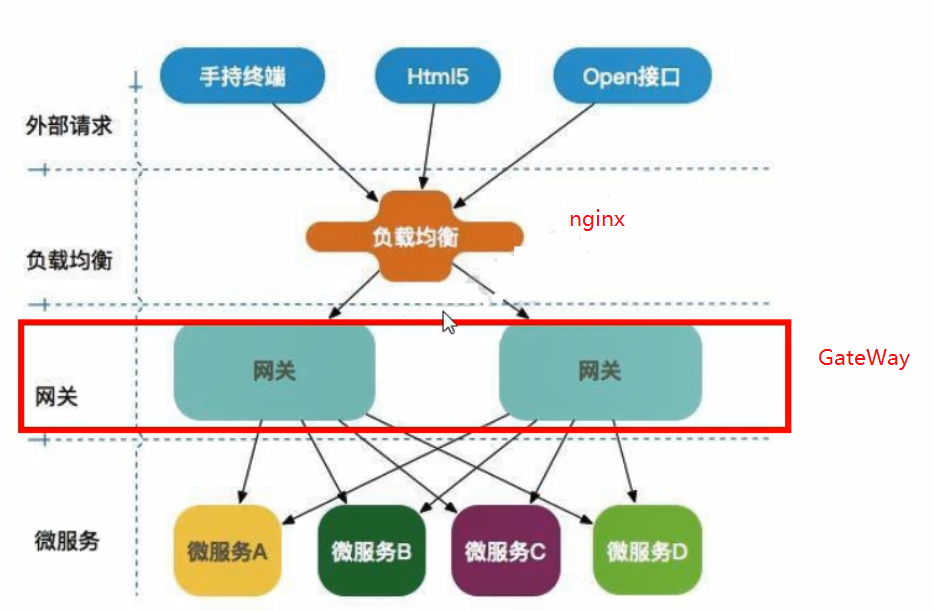 手持终端
Html5
Open接口
外部请求
负载均衡
nginx
负载均衡
网关
网关
GateWay
网关
微服务
微服务A
微服务B
微服务C
微服务D